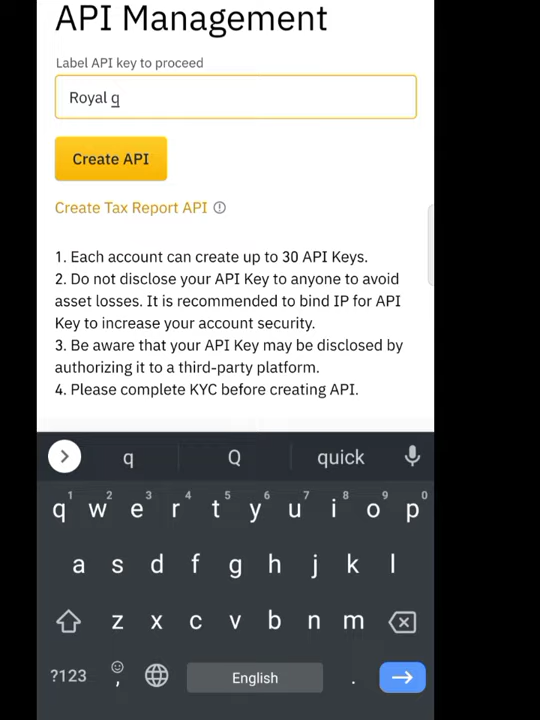 API Management
Label API key to proceed
Royal q
Create API
Create Tax Report API
1. Each account can create up to 30 API Keys.
2. Do not disclose your API Key to anyone to avoid
asset losses. It is recommended to bind IP for API
Key to increase your account security.
3. Be aware that your API Key may be disclosed by
authorizing it to a third-party platform.
4. Please complete KYC before creating API.
q Q quick
1 2 3 4 5 6 7 8 9 0
q w e r t y u i o p
a s d f g h j k l
z x c v b n m
?123 , English .